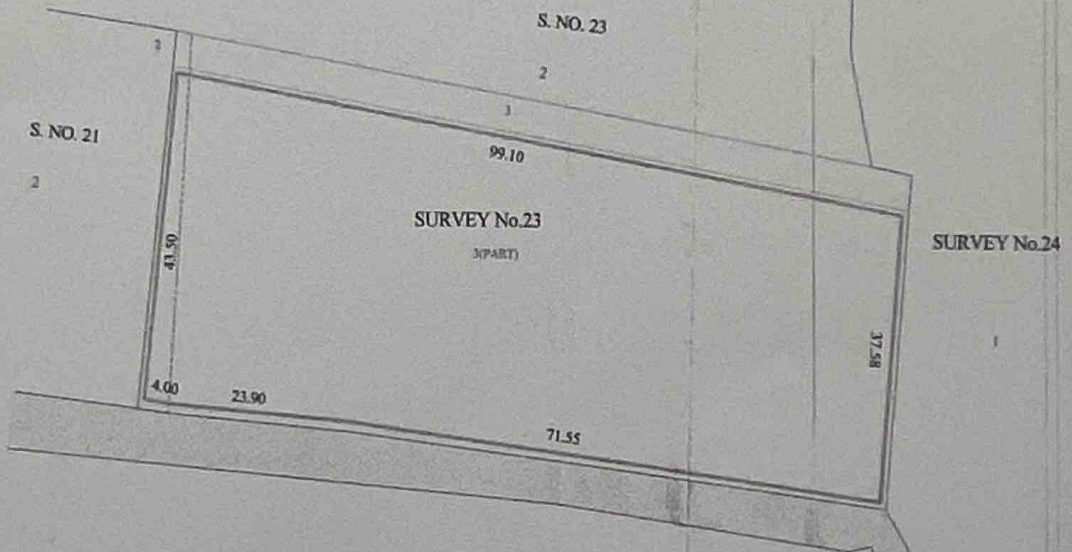 S. NO. 23
2
3
3
S. NO. 21
2
99.10
SURVEY No.23
3(PART)
SURVEY No.24
1
43.50
37.58
4.00
23.90
71.55